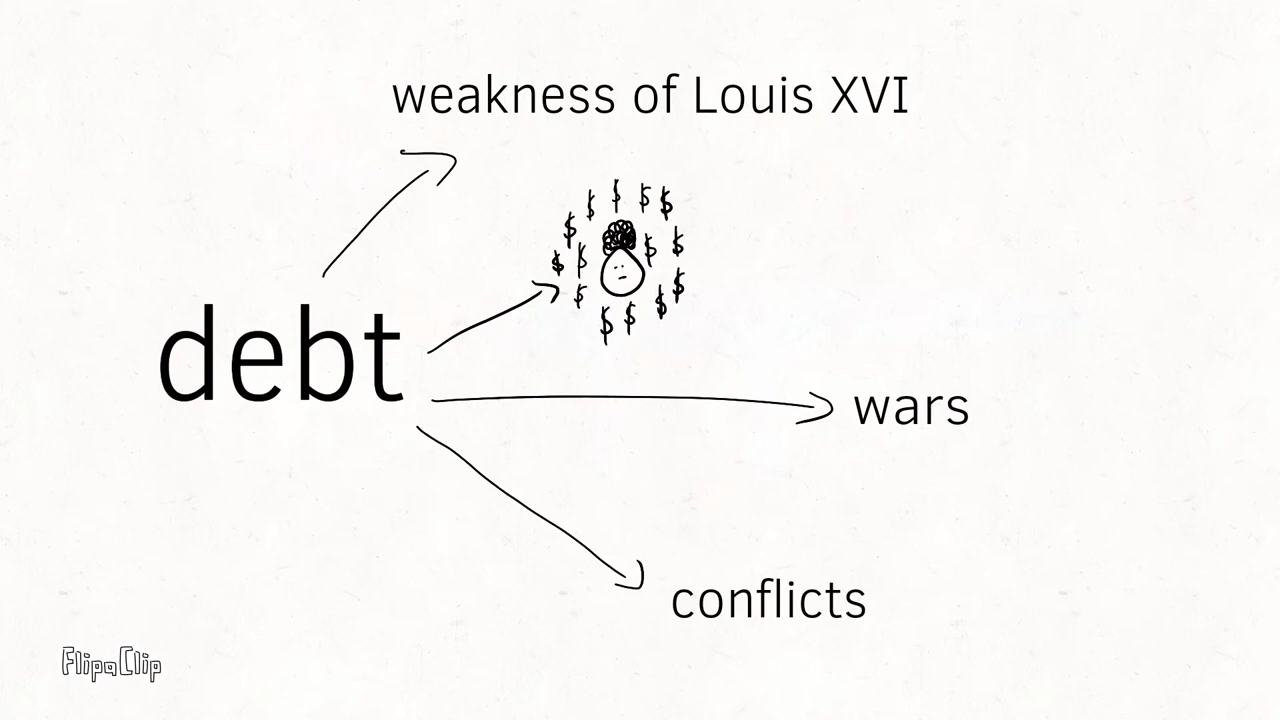 weakness of Louis XVI
$ $ $ $ $ $ $ $ $ $ $ $ $ $ $
debt
wars
conflicts
FlipaClip